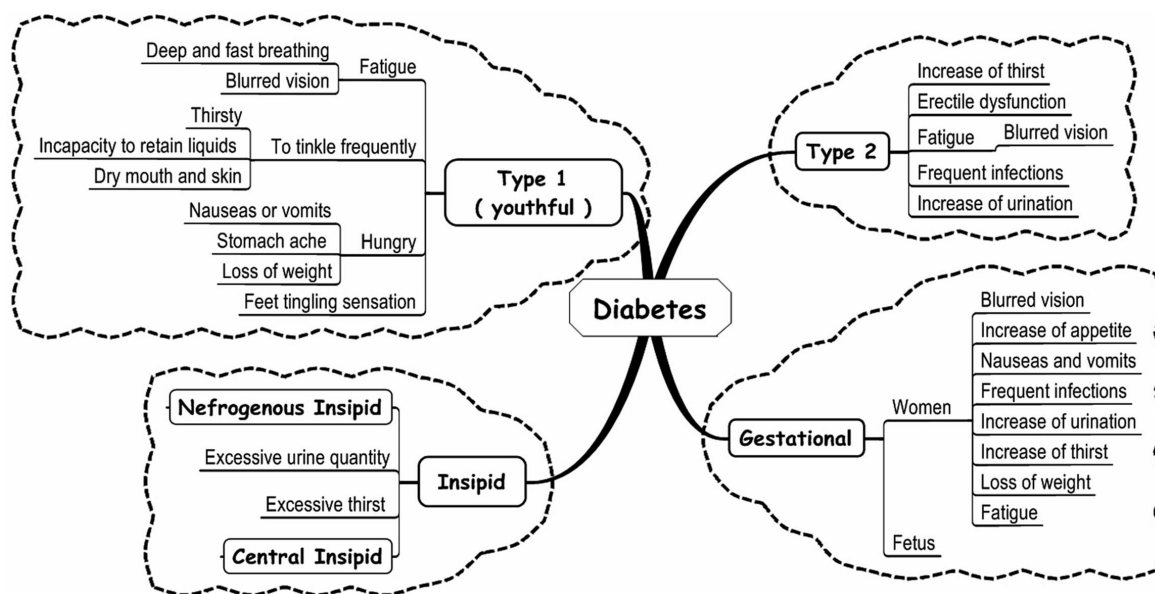 Deep and fast breathing
Blurred vision
Fatigue
Thirsty
Incapacity to retain liquids
Dry mouth and skin
To tinkle frequently
Nauseas or vomits
Stomach ache
Loss of weight
Hungry
Feet tingling sensation
Type 1
( youthful )
Diabetes
Type 2
Increase of thirst
Erectile dysfunction
Fatigue
Blurred vision
Frequent infections
Increase of urination
Nefrogenous Insipid
Excessive urine quantity
Excessive thirst
Central Insipid
Insipid
Gestational
Women
Blurred vision
Increase of appetite
Nauseas and vomits
Frequent infections
Increase of urination
Increase of thirst
Loss of weight
Fatigue
Fetus